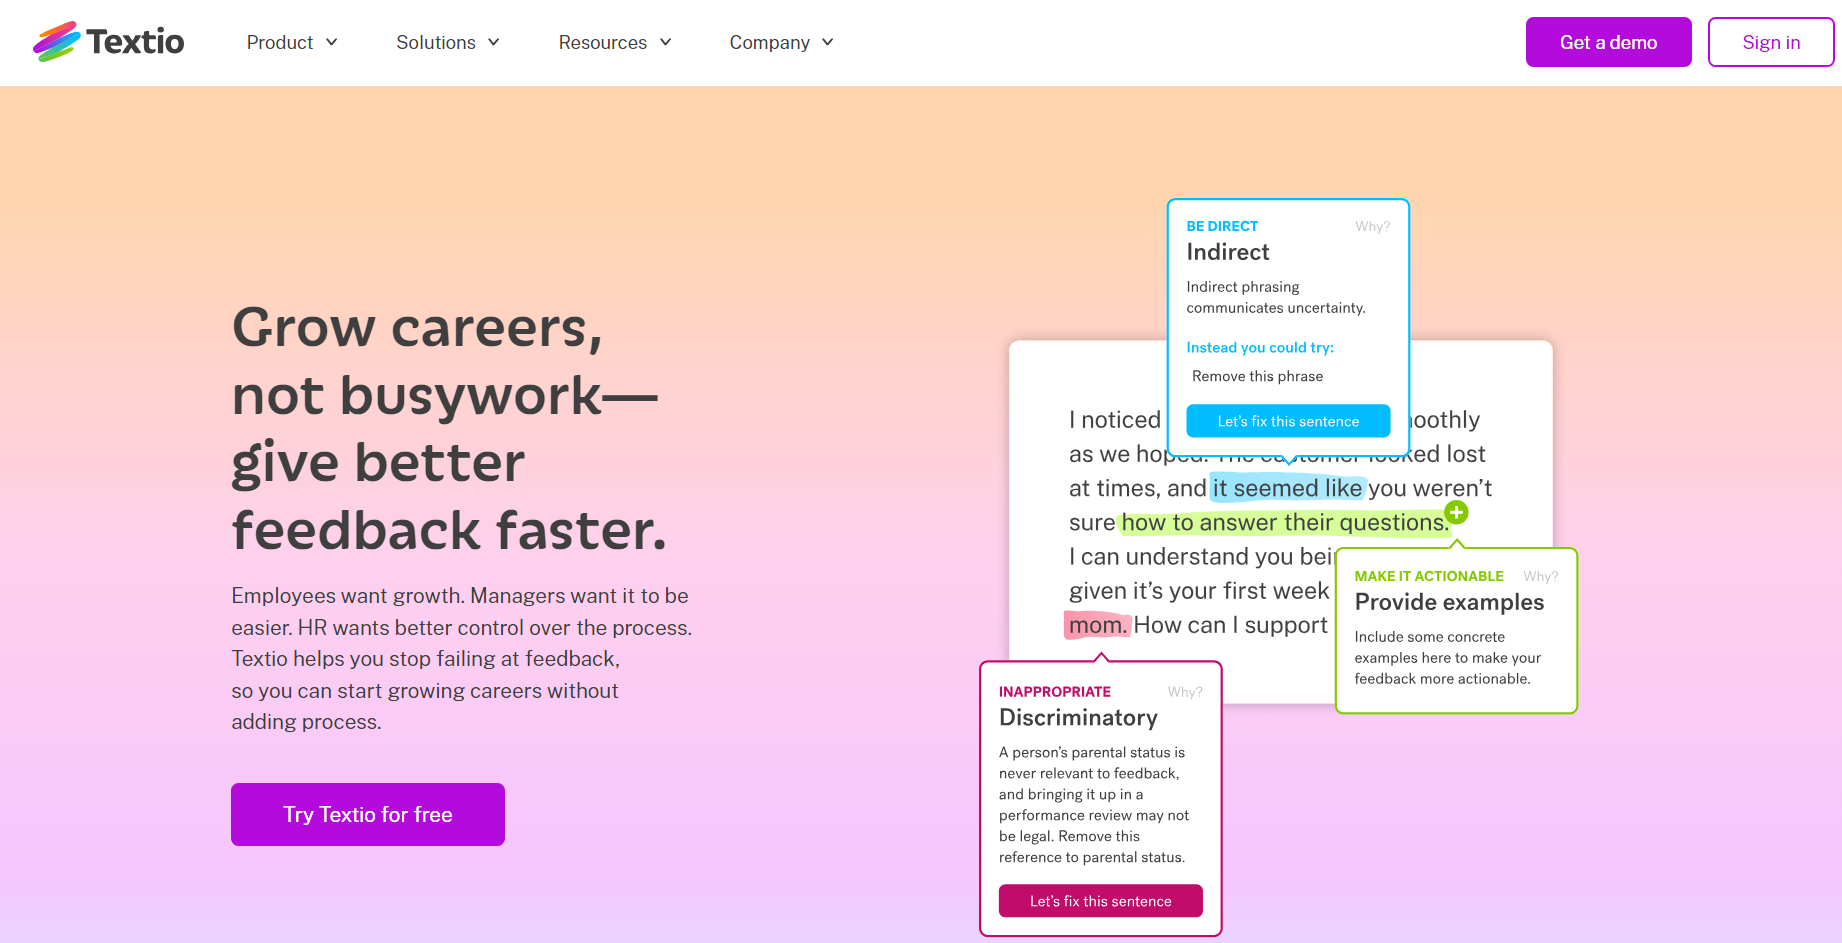 Textio
Product
Solutions
Resources
Company
Get a demo
Sign in
Grow careers,
not busywork—
give better
feedback faster.
Employees want growth. Managers want it to be
easier. HR wants better control over the process.
Textio helps you stop failing at feedback,
so you can start growing careers without
adding process.
Try Textio for free
BE DIRECT
Why?
Indirect
Indirect phrasing
communicates uncertainty.
Instead you could try:
Remove this phrase
Let's fix this sentence
I noticed
as we hoped. The customer looked lost
at times, and it seemed like you weren't
sure how to answer their questions.
I can understand you
given it's your first week
mom. How can I support
MAKE IT ACTIONABLE
Why?
Provide examples
Include some concrete
examples here to make your
feedback more actionable.
INAPPROPRIATE
Why?
Discriminatory
A person's parental status is
never relevant to feedback,
and bringing it up in a
performance review may not
be legal. Remove this
reference to parental status.
Let's fix this sentence